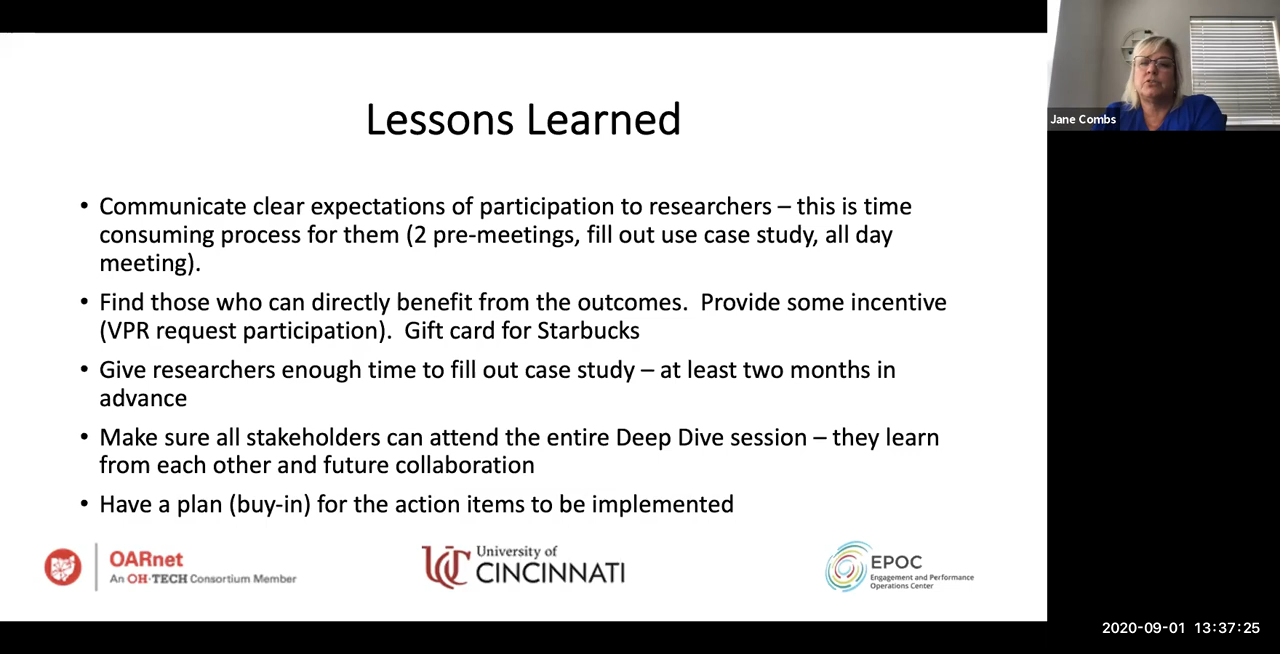 Lessons Learned
• Communicate clear expectations of participation to researchers – this is time
consuming process for them (2 pre-meetings, fill out use case study, all day
meeting).
• Find those who can directly benefit from the outcomes.  Provide some incentive
(VPR request participation).  Gift card for Starbucks
• Give researchers enough time to fill out case study – at least two months in
advance
• Make sure all stakeholders can attend the entire Deep Dive session – they learn
from each other and future collaboration
• Have a plan (buy-in) for the action items to be implemented
OARnet
An OH·TECH Consortium Member
UC
University of
CINCINNATI
EPOC
Engagement and Performance
Operations Center
Jane Combs
2020-09-01 13:37:25